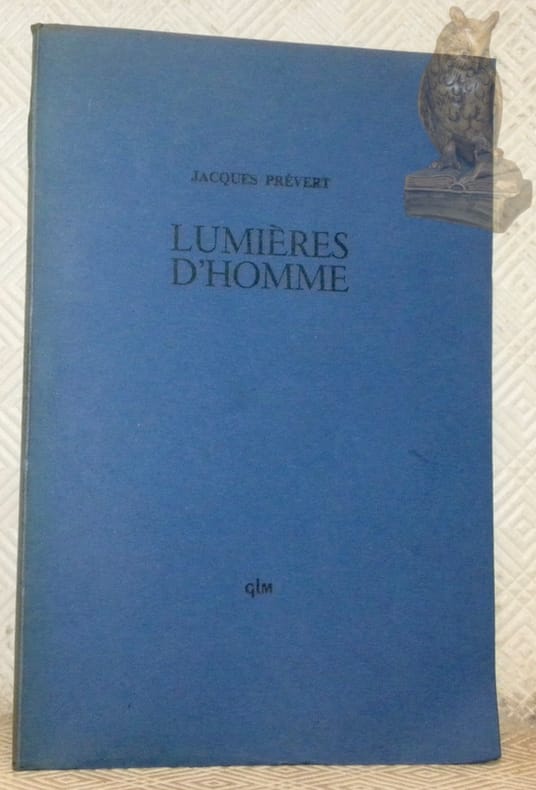 JACQUES PRÉVERT
LUMIÈRES
D'HOMME
glm